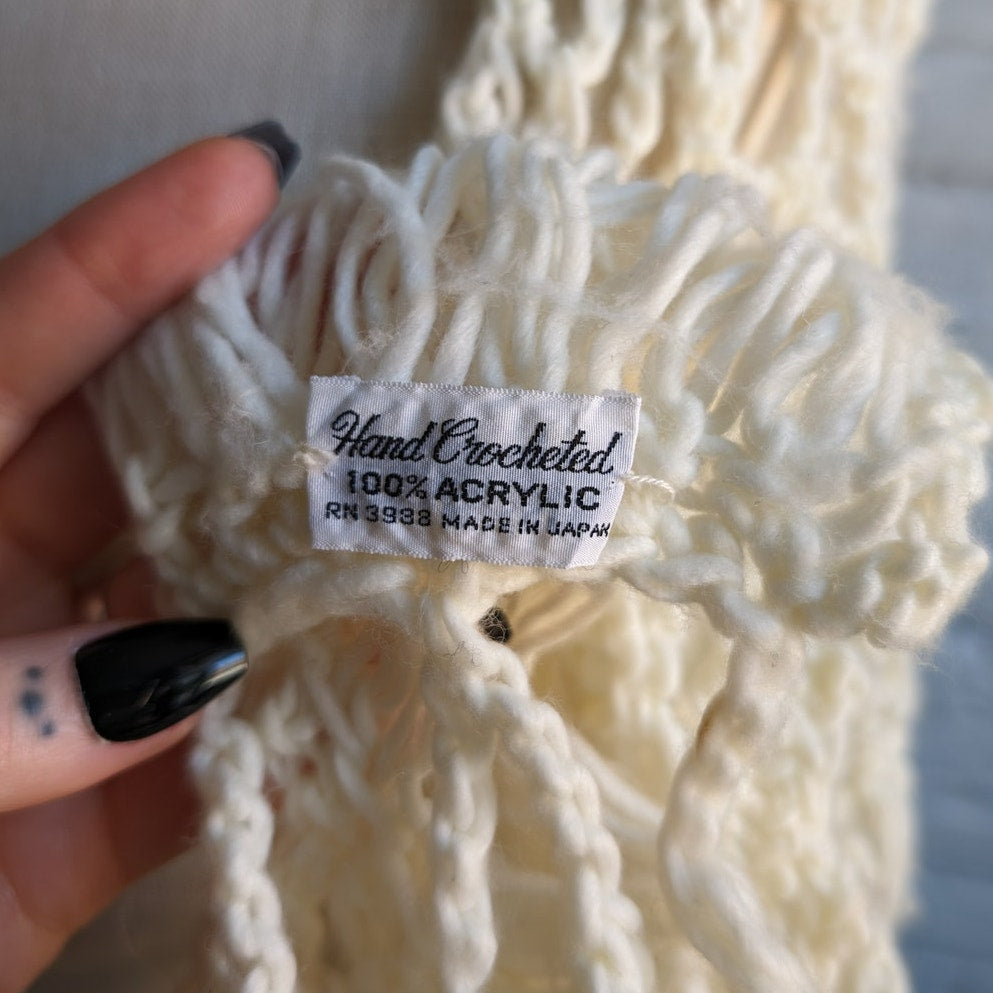 Hand Crocheted
100% ACRYLIC
RN 3938 MADE IN JAPAN